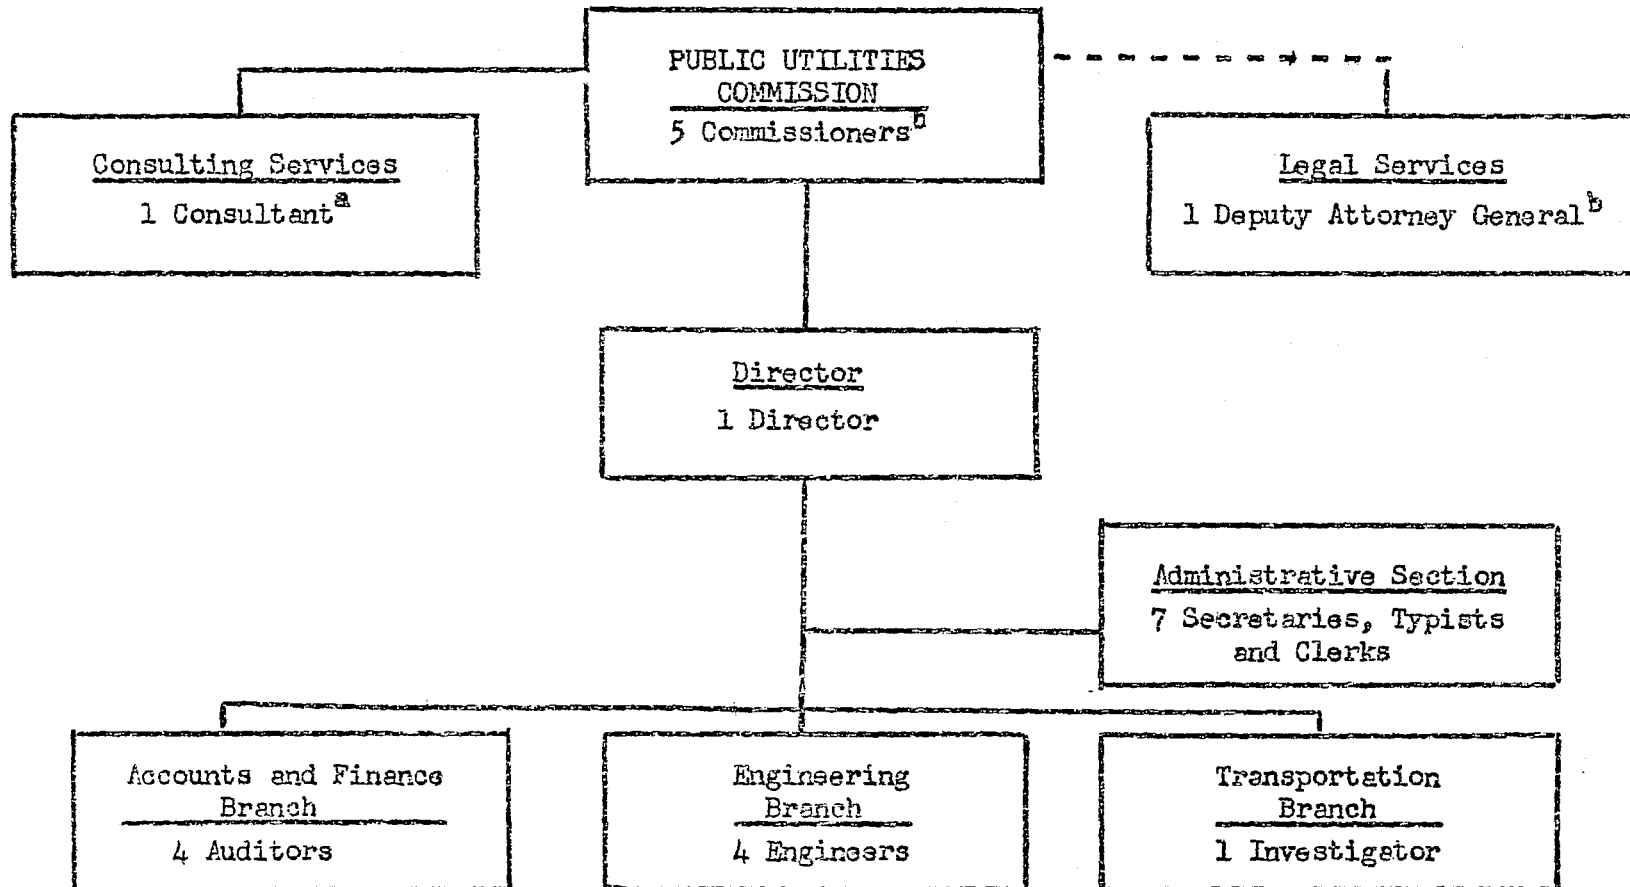 PUBLIC UTILITIES
COMMISSION
5 Commissioners
Consulting Services
1 Consultant a
Legal Services
1 Deputy Attorney General b
Director
1 Director
Administrative Section
7 Secretaries, Typists
and Clerks
Accounts and Finance
Branch
4 Auditors
Engineering
Branch
4 Engineers
Transportation
Branch
1 Investigator